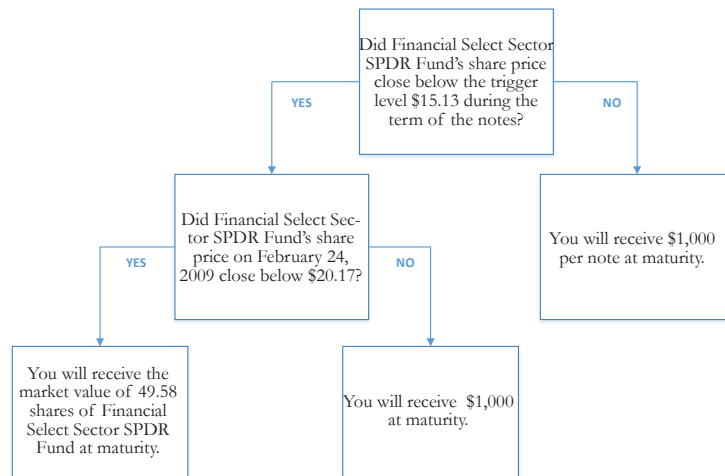 Did Financial Select Sector
SPDR Fund's share price
close below the trigger
level $15.13 during the
term of the notes?
YES
NO
Did Financial Select Sec-
tor SPDR Fund's share
price on February 24,
2009 close below $20.17?
You will receive $1,000
per note at maturity.
YES
NO
You will receive the
market value of 49.58
shares of Financial
Select Sector SPDR
Fund at maturity.
You will receive $1,000
at maturity.